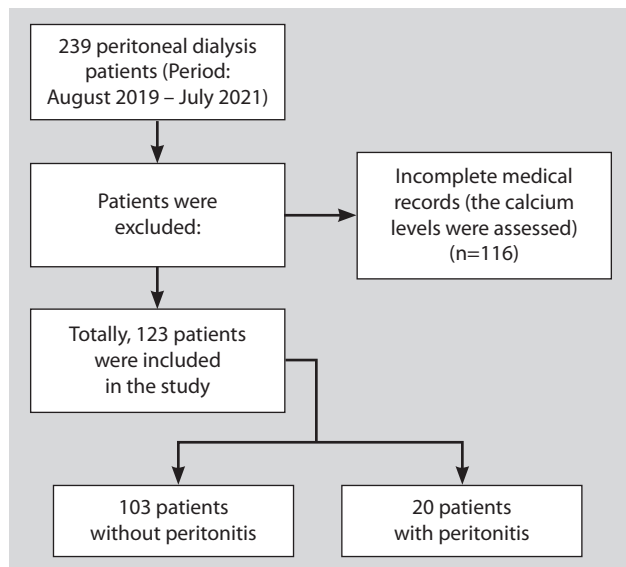 239 peritoneal dialysis
patients (Period:
August 2019 – July 2021)
Patients were
excluded:
Incomplete medical
records (the calcium
levels were assessed)
(n=116)
Totally, 123 patients
were included
in the study
103 patients
without peritonitis
20 patients
with peritonitis